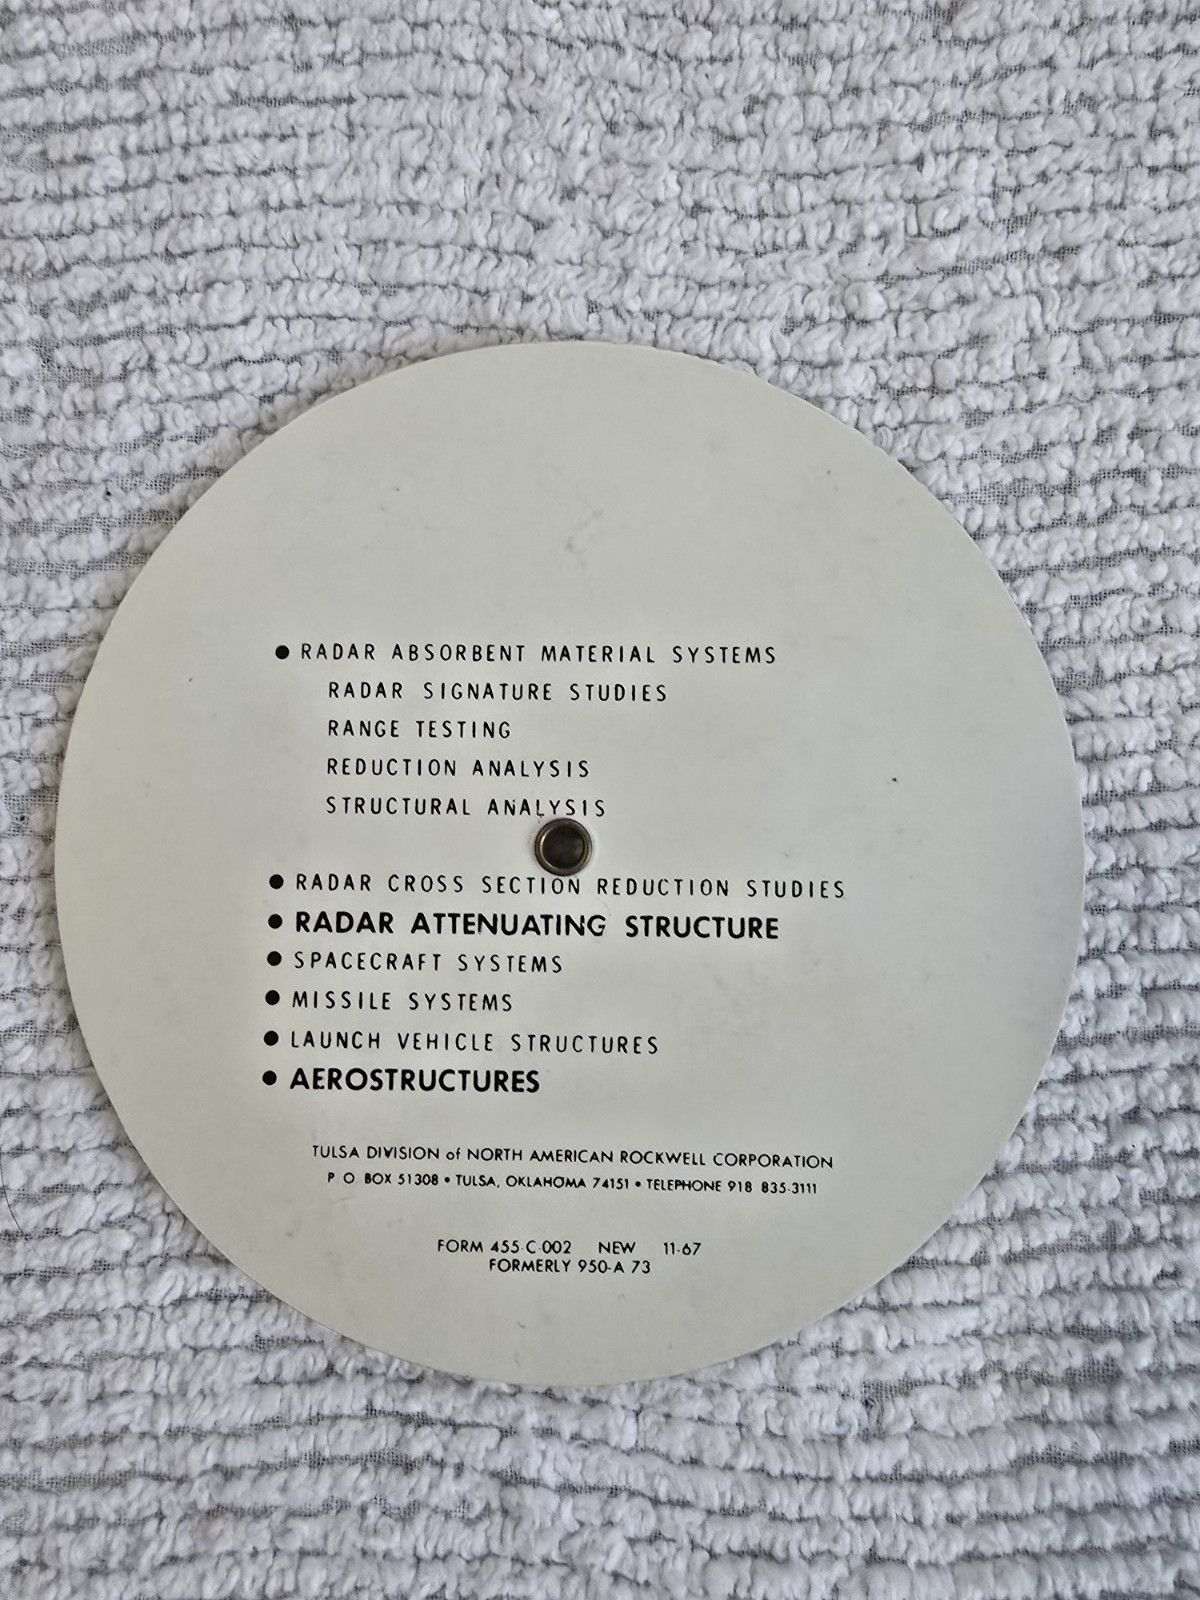 ● RADAR ABSORBENT MATERIAL SYSTEMS
RADAR SIGNATURE STUDIES
RANGE TESTING
REDUCTION ANALYSIS
STRUCTURAL ANALYSIS
● RADAR CROSS SECTION REDUCTION STUDIES
● RADAR ATTENUATING STRUCTURE
● SPACECRAFT SYSTEMS
● MISSILE SYSTEMS
● LAUNCH VEHICLE STRUCTURES
● AEROSTRUCTURES
TULSA DIVISION of NORTH AMERICAN ROCKWELL CORPORATION
P O BOX 51308 • TULSA, OKLAHOMA 74151 • TELEPHONE 918 835-3111
FORM 455-C-002 NEW 11-67
FORMERLY 950-A 73